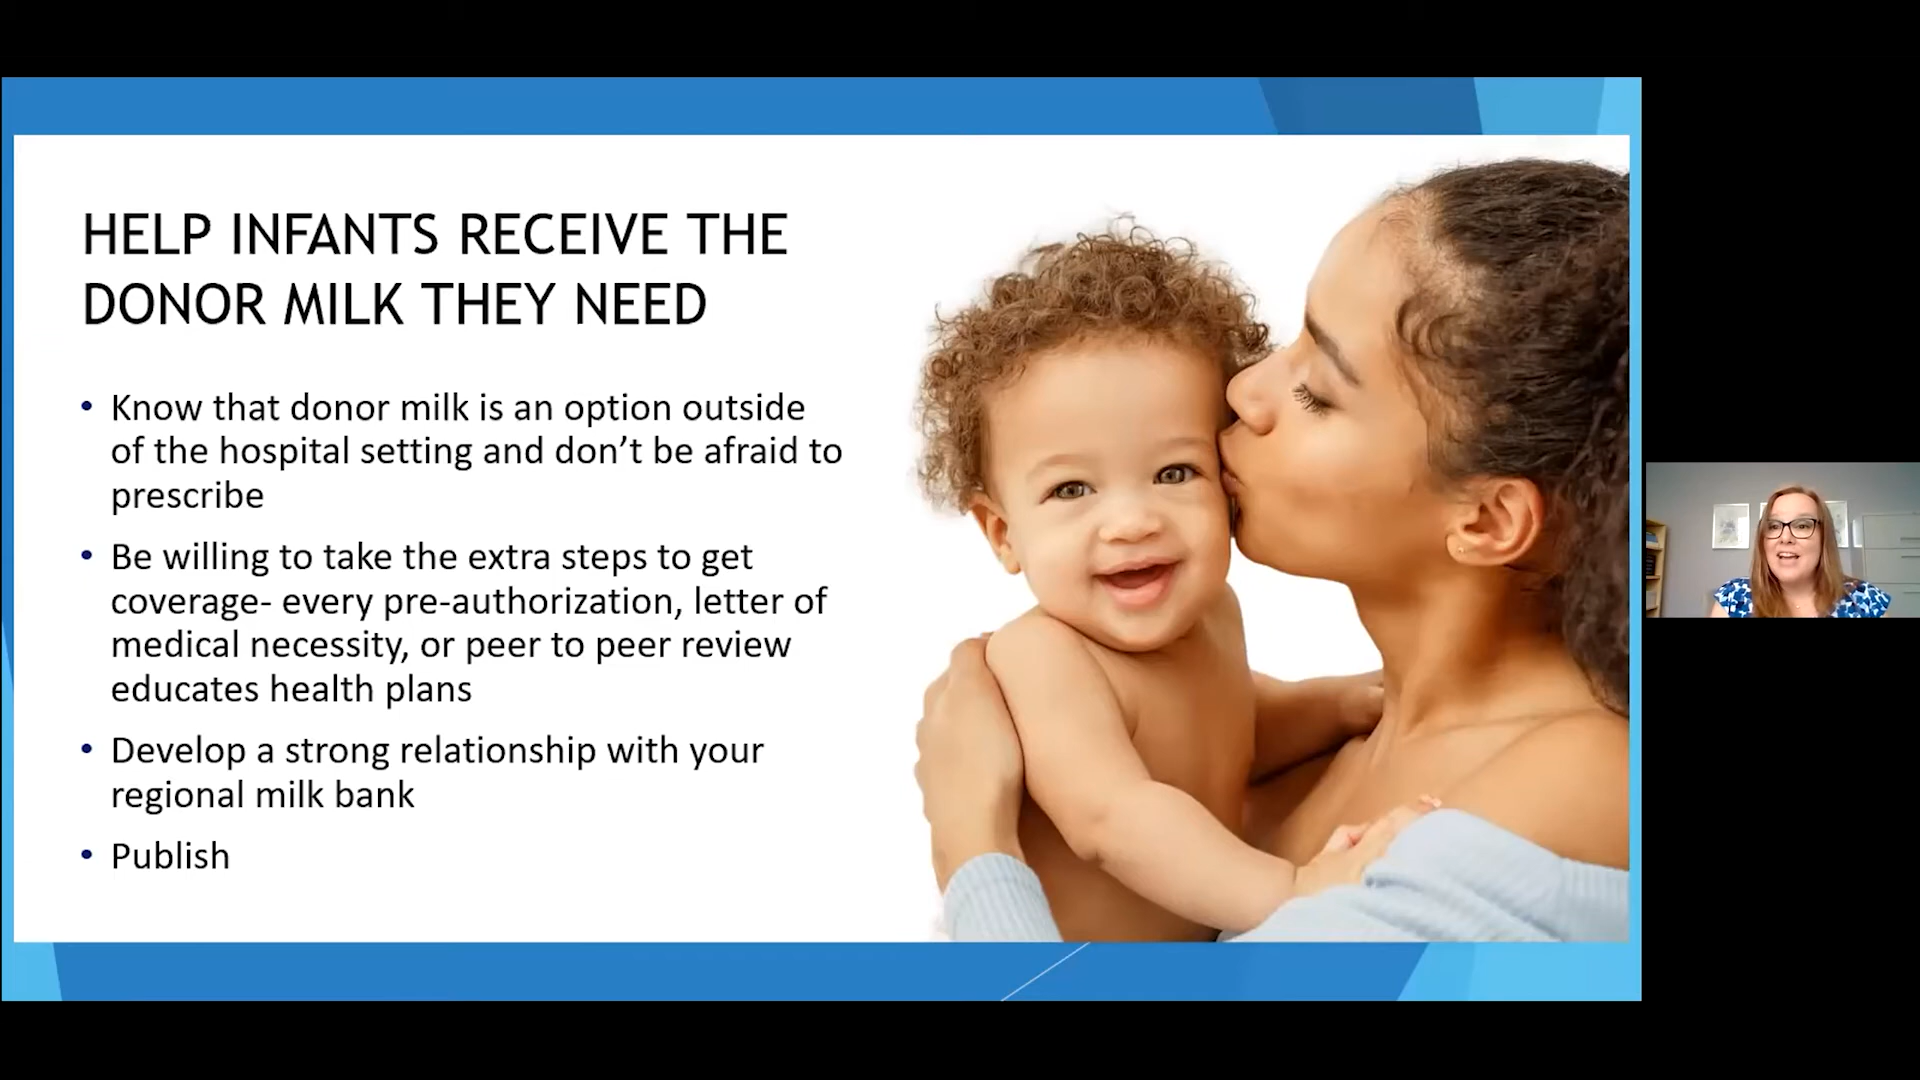 HELP INFANTS RECEIVE THE
DONOR MILK THEY NEED
• Know that donor milk is an option outside
of the hospital setting and don’t be afraid to
prescribe
• Be willing to take the extra steps to get
coverage- every pre-authorization, letter of
medical necessity, or peer to peer review
educates health plans
• Develop a strong relationship with your
regional milk bank
• Publish